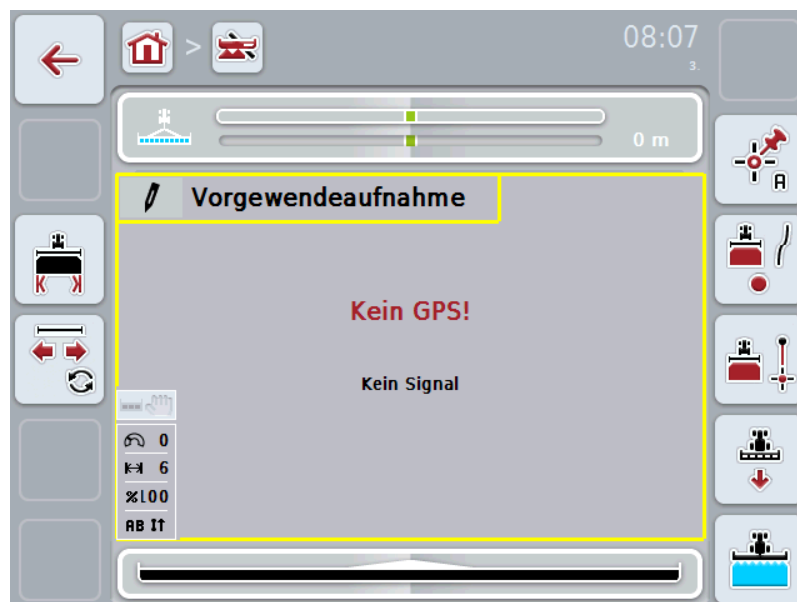 >
08:07
3.
0 m
A
Vorgewendeaufnahme
Kein GPS!
Kein Signal
0
6
%100
AB